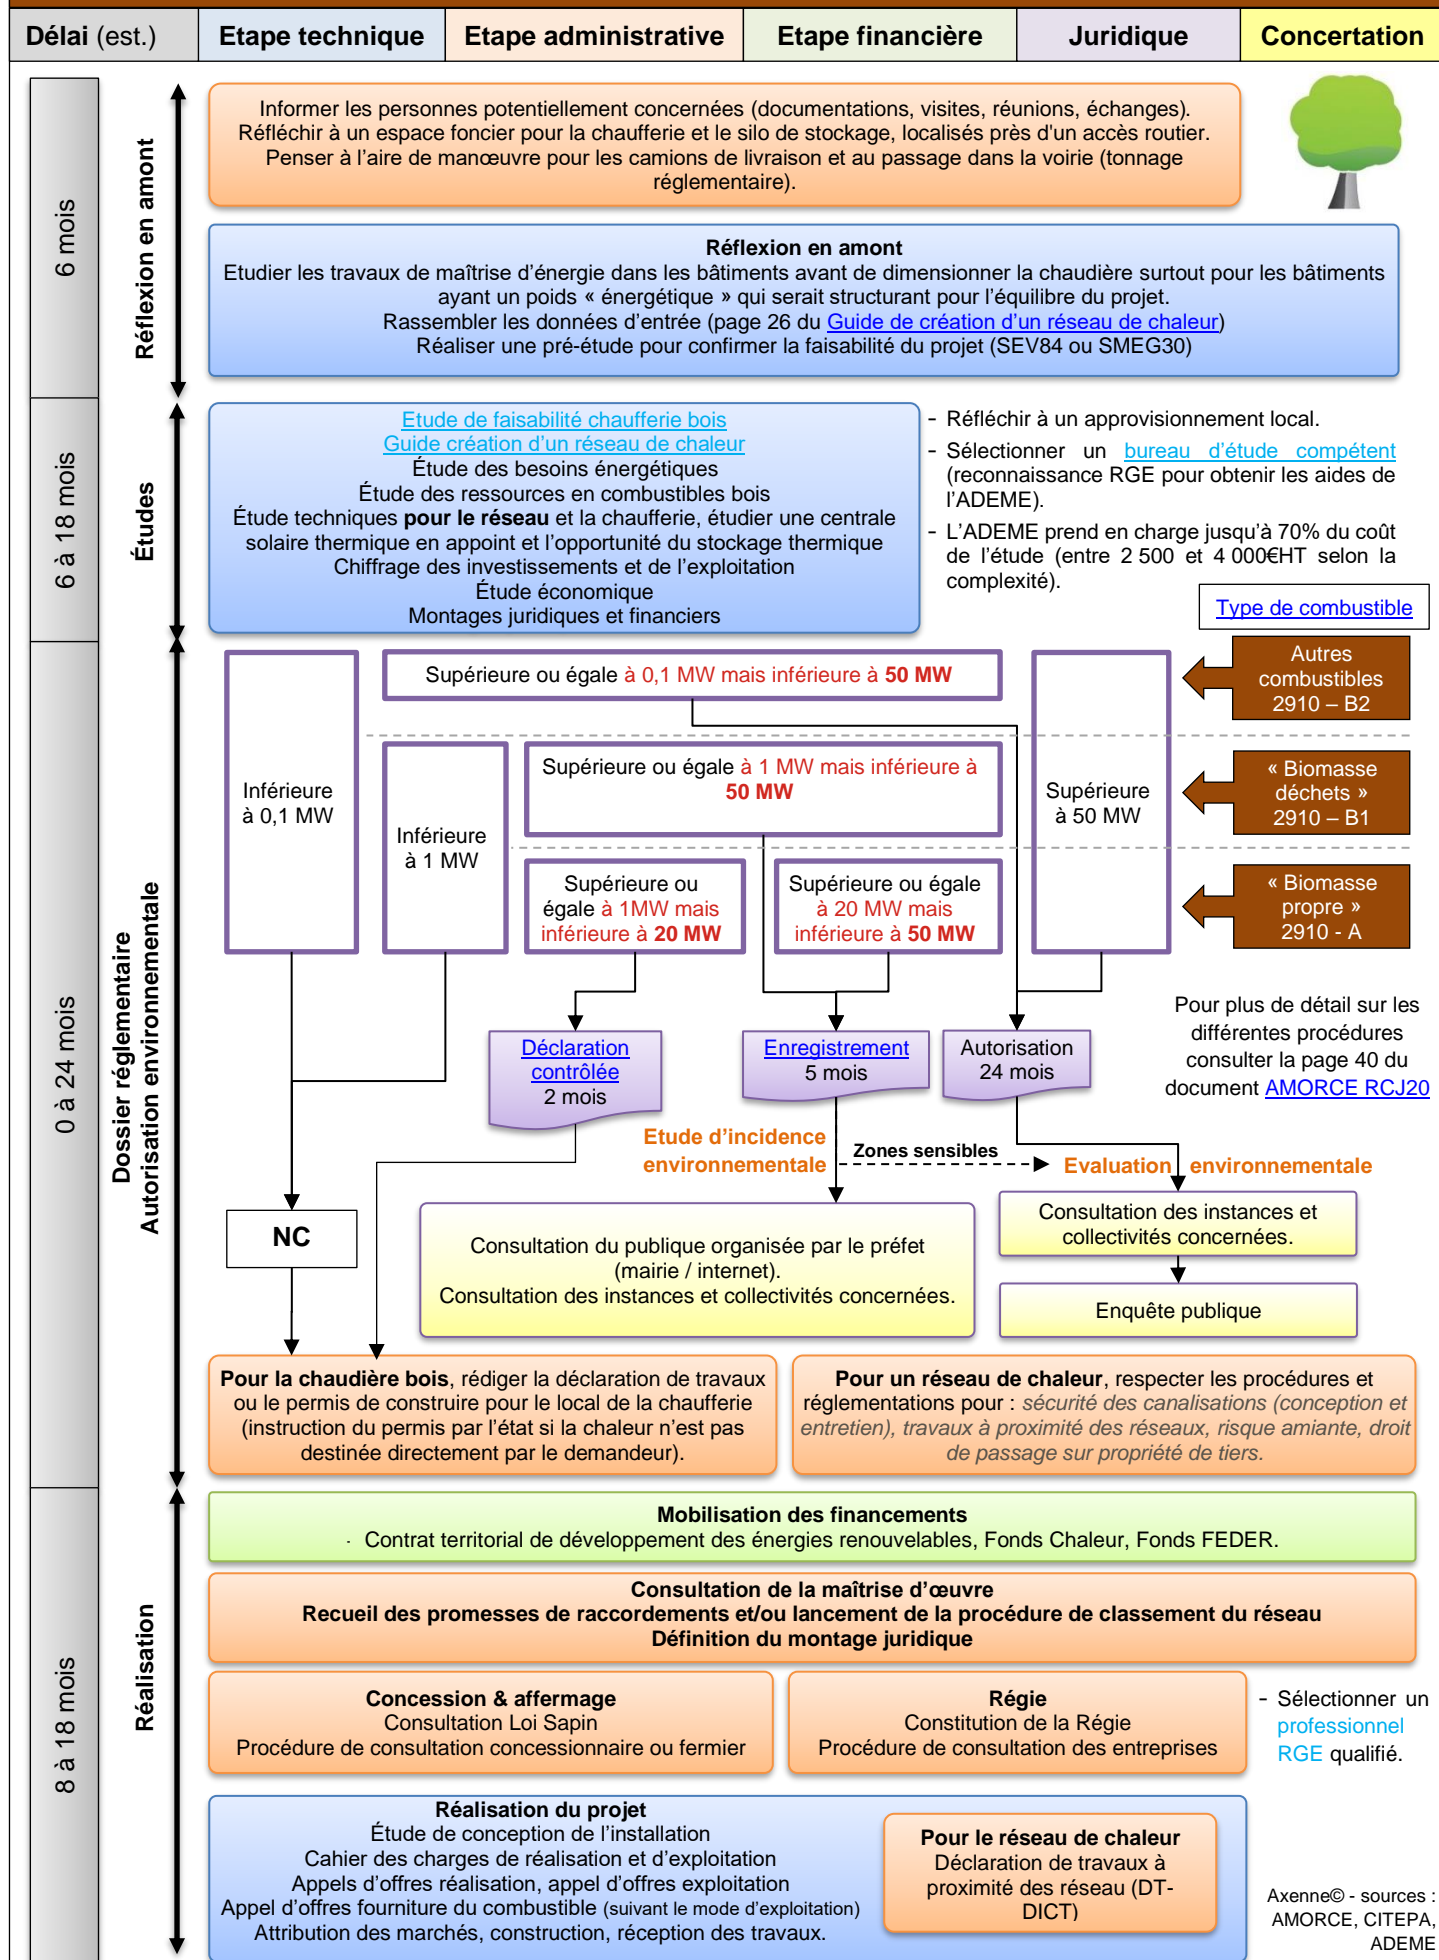 Délai (est.)
Etape technique
Etape administrative
Etape financière
Juridique
Concertation
6 mois
Réflexion en amont
Informer les personnes potentiellement concernées (documentations, visites, réunions, échanges).
Réfléchir à un espace foncier pour la chaufferie et le silo de stockage, localisés près d'un accès routier.
Penser à l'aire de manœuvre pour les camions de livraison et au passage dans la voirie (tonnage
réglementaire).
Réflexion en amont
Etudier les travaux de maîtrise d'énergie dans les bâtiments avant de dimensionner la chaudière surtout pour les bâtiments
ayant un poids « énergétique » qui serait structurant pour l'équilibre du projet.
Rassembler les données d'entrée (page 26 du Guide de création d'un réseau de chaleur)
Réaliser une pré-étude pour confirmer la faisabilité du projet (SEV84 ou SMEG30)
6 à 18 mois
Études
Etude de faisabilité chaufferie bois
Guide création d'un réseau de chaleur
Étude des besoins énergétiques
Étude des ressources en combustibles bois
Étude techniques pour le réseau et la chaufferie, étudier une centrale
solaire thermique en appoint et l'opportunité du stockage thermique
Chiffrage des investissements et de l'exploitation
Étude économique
Montages juridiques et financiers
- Réfléchir à un approvisionnement local.
- Sélectionner un bureau d'étude compétent
(reconnaissance RGE pour obtenir les aides de
l'ADEME).
- L'ADEME prend en charge jusqu'à 70% du coût
de l'étude (entre 2 500 et 4 000€HT selon la
complexité).
Type de combustible
0 à 24 mois
Dossier réglementaire
Autorisation environnementale
Inférieure
à 0,1 MW
Supérieure ou égale à 0,1 MW mais inférieure à 50 MW
Autres
combustibles
2910 – B2
Inférieure
à 1 MW
Supérieure ou égale à 1 MW mais inférieure à
50 MW
Supérieure
à 50 MW
« Biomasse
déchets »
2910 – B1
Supérieure ou
égale à 1MW mais
inférieure à 20 MW
Supérieure ou égale
à 20 MW mais
inférieure à 50 MW
« Biomasse
propre »
2910 - A
Déclaration
contrôlée
2 mois
Enregistrement
5 mois
Autorisation
24 mois
Pour plus de détail sur les
différentes procédures
consulter la page 40 du
document AMORCE RCJ20
Etude d'incidence
environnementale
Zones sensibles
Evaluation environnementale
NC
Consultation du publique organisée par le préfet
(mairie / internet).
Consultation des instances et collectivités concernées.
Consultation des instances et
collectivités concernées.
Enquête publique
Pour la chaudière bois, rédiger la déclaration de travaux
ou le permis de construire pour le local de la chaufferie
(instruction du permis par l'état si la chaleur n'est pas
destinée directement par le demandeur).
Pour un réseau de chaleur, respecter les procédures et
réglementations pour : sécurité des canalisations (conception et
entretien), travaux à proximité des réseaux, risque amiante, droit
de passage sur propriété de tiers.
8 à 18 mois
Réalisation
Mobilisation des financements
- Contrat territorial de développement des énergies renouvelables, Fonds Chaleur, Fonds FEDER.
Consultation de la maîtrise d'œuvre
Recueil des promesses de raccordements et/ou lancement de la procédure de classement du réseau
Définition du montage juridique
Concession & affermage
Consultation Loi Sapin
Procédure de consultation concessionnaire ou fermier
Régie
Constitution de la Régie
Procédure de consultation des entreprises
- Sélectionner un
professionnel
RGE qualifié.
Réalisation du projet
Étude de conception de l'installation
Cahier des charges de réalisation et d'exploitation
Appels d'offres réalisation, appel d'offres exploitation
Appel d'offres fourniture du combustible (suivant le mode d'exploitation)
Attribution des marchés, construction, réception des travaux.
Pour le réseau de chaleur
Déclaration de travaux à
proximité des réseau (DT-
DICT)
Axenne© - sources :
AMORCE, CITEPA,
ADEME